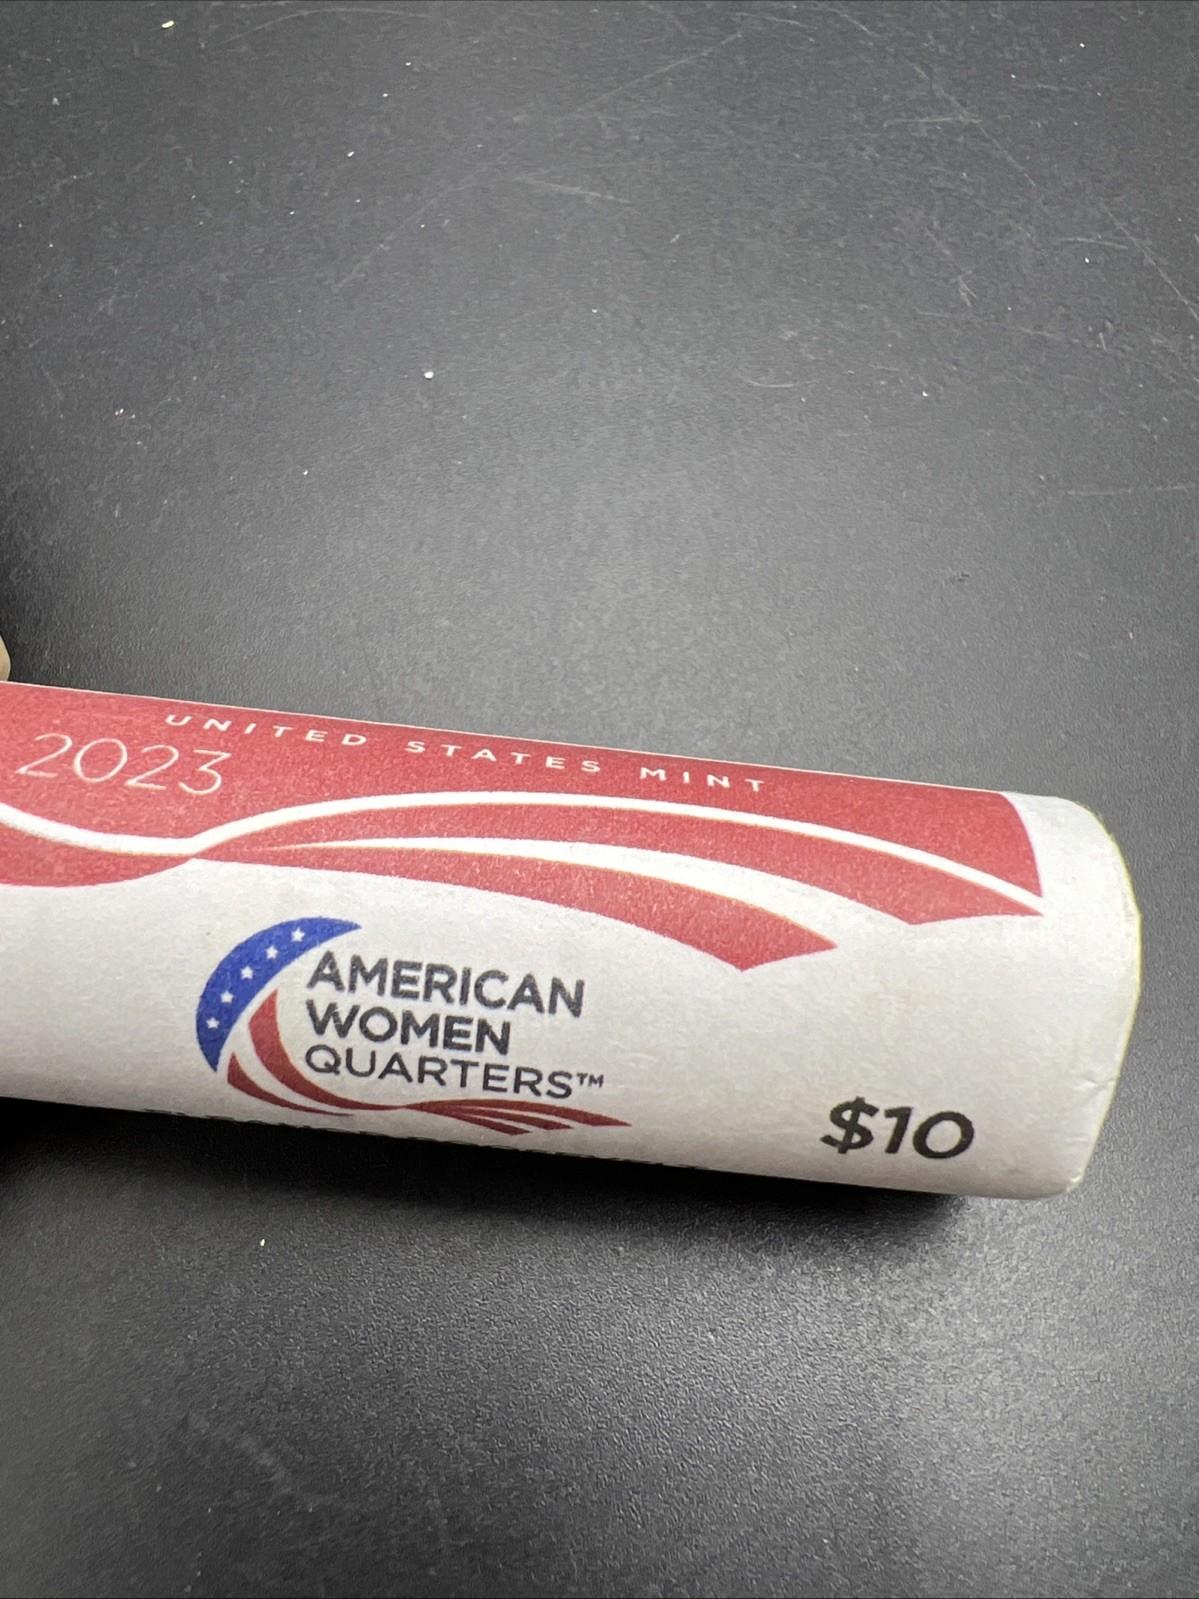 UNITED STATES MINT
2023
AMERICAN
WOMEN
QUARTERS™
$10